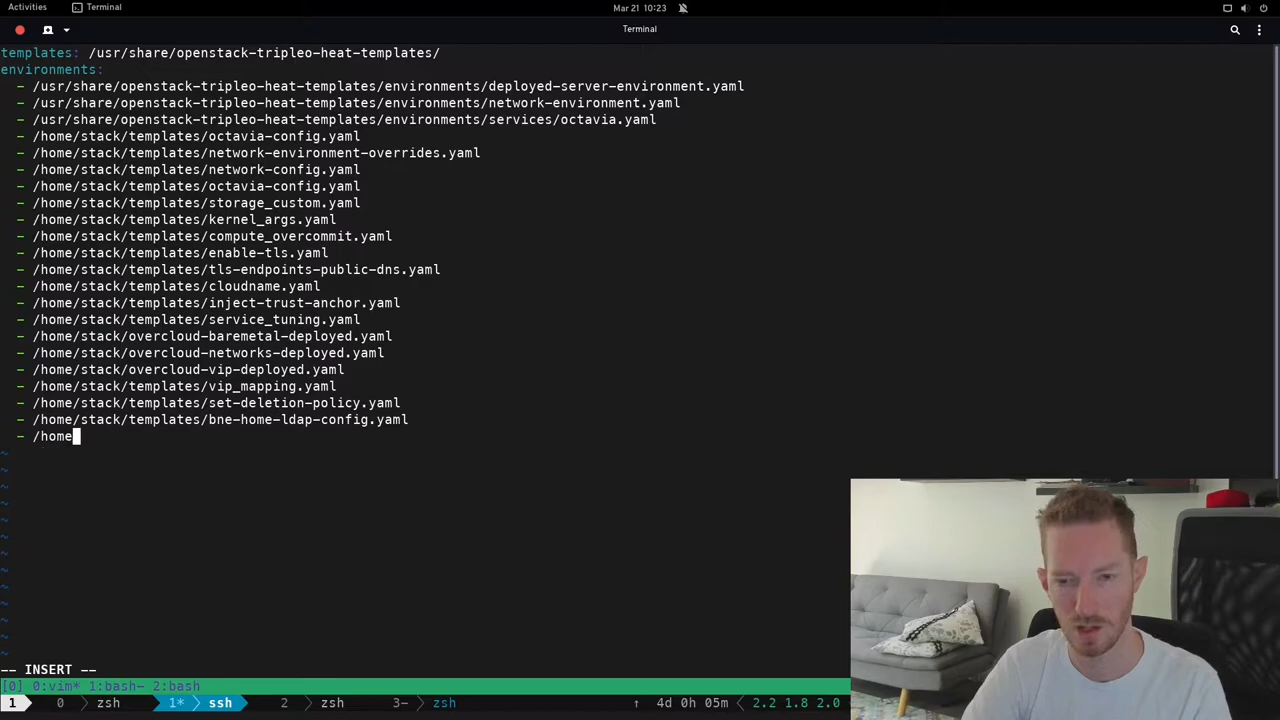 Activities
Terminal
Mar 21 10:23
Terminal
templates: /usr/share/openstack-tripleo-heat-templates/
environments:
- /usr/share/openstack-tripleo-heat-templates/environments/deployed-server-environment.yaml
- /usr/share/openstack-tripleo-heat-templates/environments/network-environment.yaml
- /usr/share/openstack-tripleo-heat-templates/environments/services/octavia.yaml
- /home/stack/templates/octavia-config.yaml
- /home/stack/templates/network-environment-overrides.yaml
- /home/stack/templates/network-config.yaml
- /home/stack/templates/octavia-config.yaml
- /home/stack/templates/storage_custom.yaml
- /home/stack/templates/kernel_args.yaml
- /home/stack/templates/compute_overcommit.yaml
- /home/stack/templates/enable-tls.yaml
- /home/stack/templates/tls-endpoints-public-dns.yaml
- /home/stack/templates/cloudname.yaml
- /home/stack/templates/inject-trust-anchor.yaml
- /home/stack/templates/service_tuning.yaml
- /home/stack/overcloud-baremetal-deployed.yaml
- /home/stack/overcloud-networks-deployed.yaml
- /home/stack/overcloud-vip-deployed.yaml
- /home/stack/templates/vip_mapping.yaml
- /home/stack/templates/set-deletion-policy.yaml
- /home/stack/templates/bne-home-ldap-config.yaml
- /home
~
~
~
~
~
~
~
~
~
~
~
~
~
-- INSERT --
[0] 0:vim* 1:bash- 2:bash
1 0 zsh 1* ssh 2 zsh 3- zsh ↑ 4d 0h 05m < 2.2 1.8 2.0